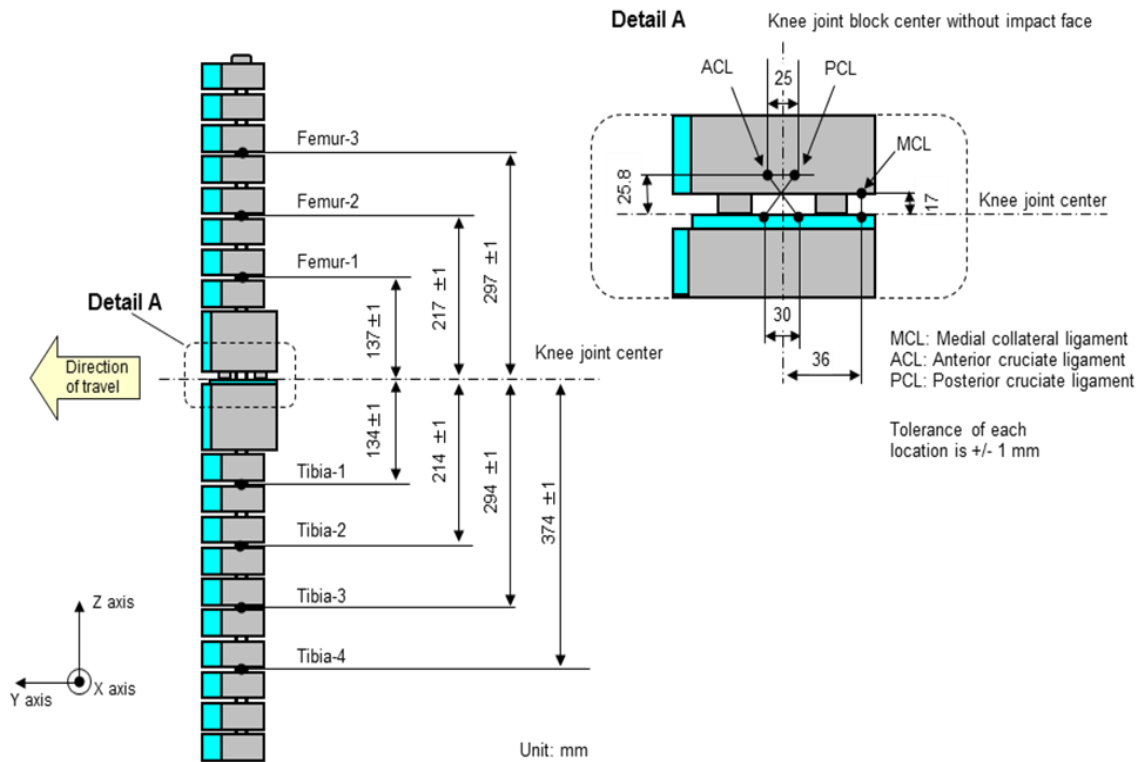 Detail A
Knee joint block center without impact face
ACL
25
PCL
MCL
25.8
17
Knee joint center
30
36
MCL: Medial collateral ligament
ACL: Anterior cruciate ligament
PCL: Posterior cruciate ligament
Tolerance of each
location is +/- 1 mm
Femur-3
Femur-2
Femur-1
137±1
217 ±1
297 ±1
Detail A
Direction
of travel
Knee joint center
134±1
214 ±1
294 ±1
374 ±1
Tibia-1
Tibia-2
Tibia-3
Tibia-4
Z axis
Y axis
X axis
Unit: mm